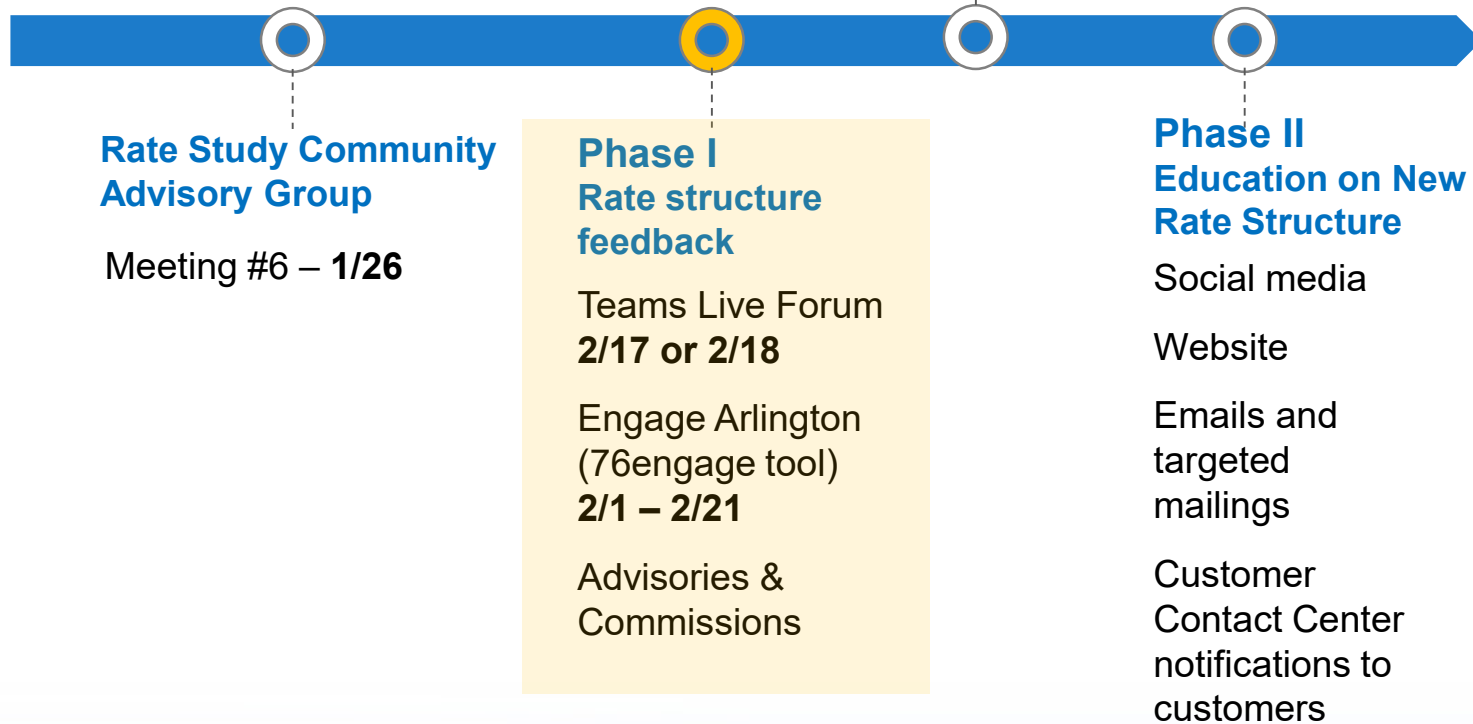 Rate Study Community
Advisory Group
Meeting #6 – 1/26
Phase I
Rate structure
feedback
Teams Live Forum
2/17 or 2/18
Engage Arlington
(76engage tool)
2/1 – 2/21
Advisories &
Commissions
Phase II
Education on New
Rate Structure
Social media
Website
Emails and
targeted
mailings
Customer
Contact Center
notifications to
customers